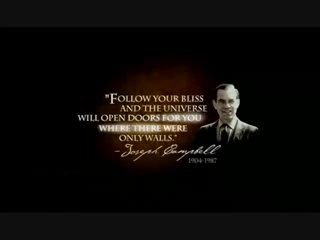 "FOLLOW YOUR BLISS
AND THE UNIVERSE
WILL OPEN DOORS FOR YOU
WHERE THERE WERE
ONLY WALLS."
- Joseph Campbell
1904-1987